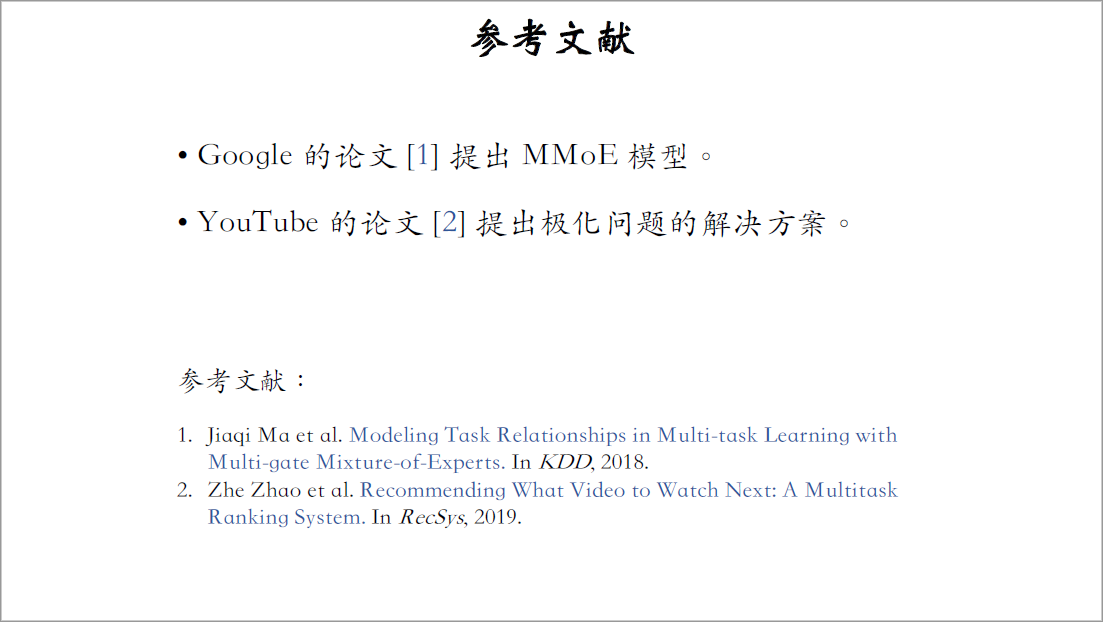 参考文献
• Google 的论文 [1] 提出 MMoE 模型。
• YouTube 的论文 [2] 提出极化问题的解决方案。
参考文献：
1. Jiaqi Ma et al. Modeling Task Relationships in Multi-task Learning with
Multi-gate Mixture-of-Experts. In KDD, 2018.
2. Zhe Zhao et al. Recommending What Video to Watch Next: A Multitask
Ranking System. In RecSys, 2019.